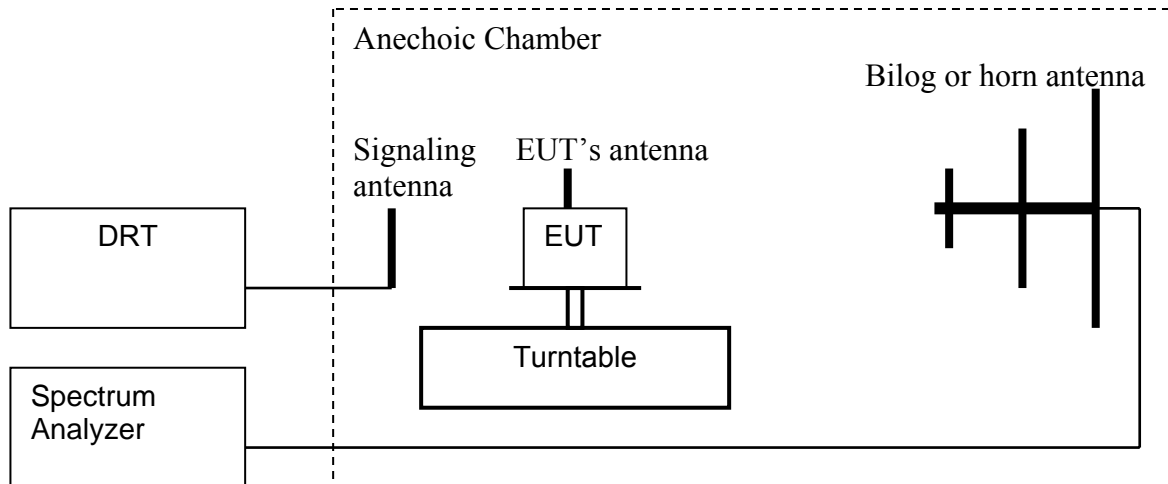 Anechoic Chamber
Bilog or horn antenna
Signaling
antenna
EUT’s antenna
DRT
EUT
Turntable
Spectrum
Analyzer